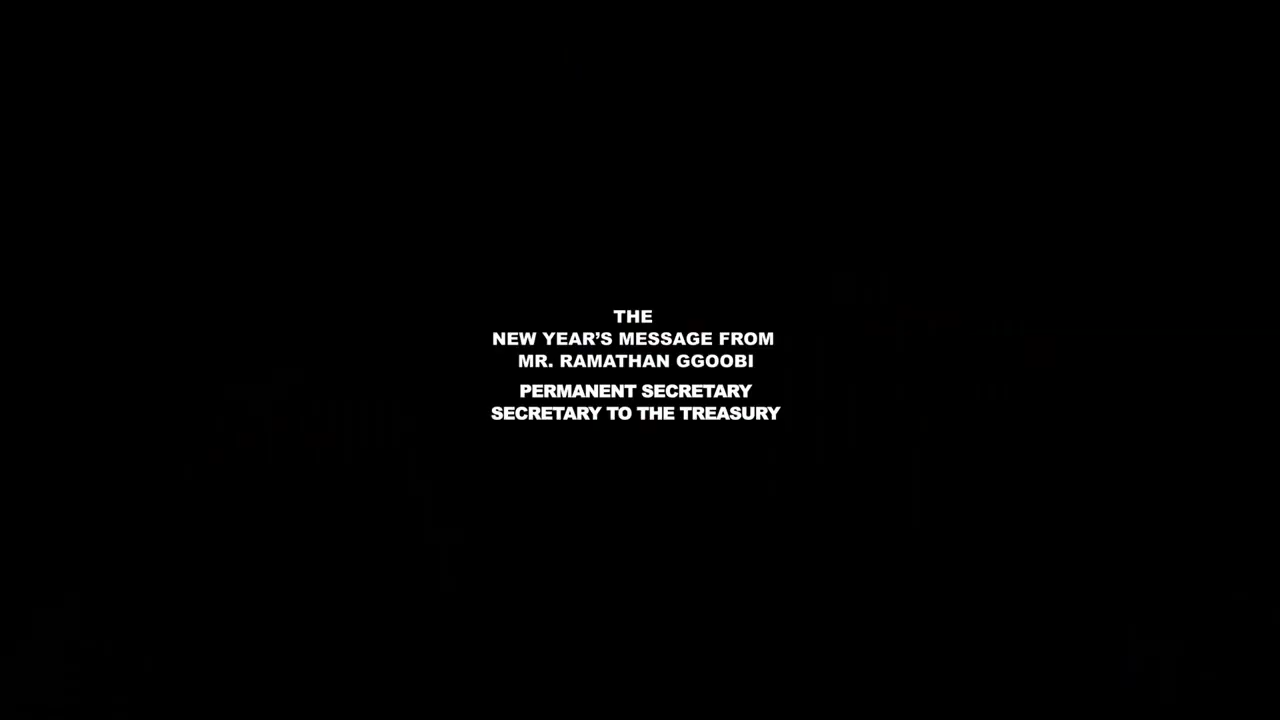 THE
NEW YEAR’S MESSAGE FROM
MR. RAMATHAN GGOOBI
PERMANENT SECRETARY
SECRETARY TO THE TREASURY